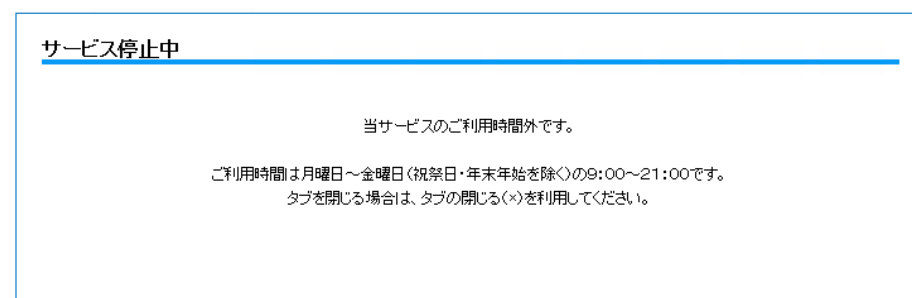 サービス停止中
当サービスのご利用時間外です。
ご利用時間は月曜日～金曜日(祝祭日・年末年始を除く)の9:00～21:00です。
タブを閉じる場合は、タブの閉じる(×)を利用してください。